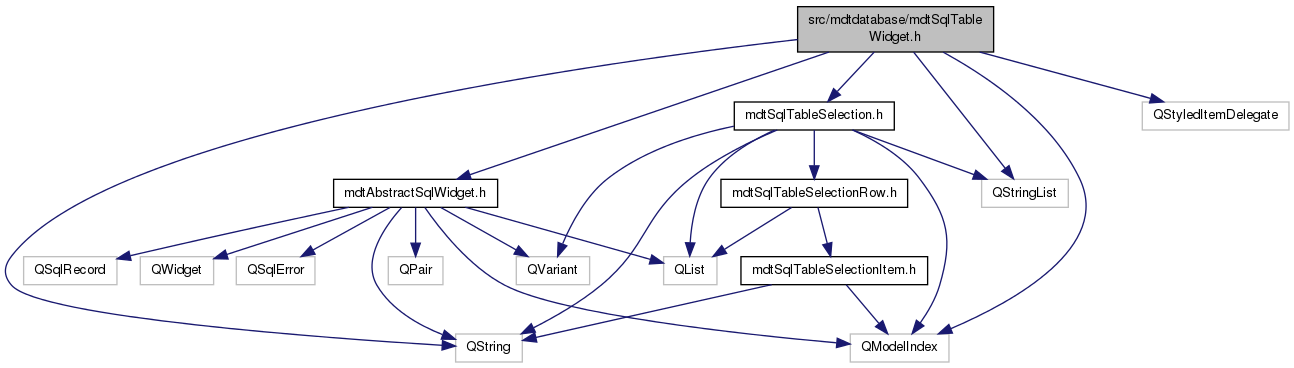 src/mdtdatabase/mdtSqlTable
Widget.h
mdtSqlTableSelection.h
QStyledItemDelegate
mdtAbstractSqlWidget.h
mdtSqlTableSelectionRow.h
QStringList
QSqlRecord
QWidget
QSqlError
QPair
QVariant
QList
mdtSqlTableSelectionItem.h
QString
QModelIndex